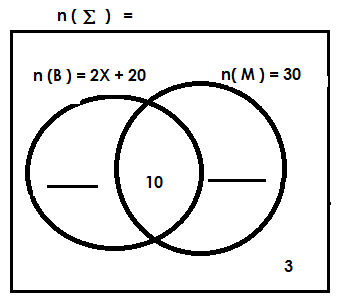 n ( Σ ) =
n (B ) = 2X + 20
n( M ) = 30
10
3